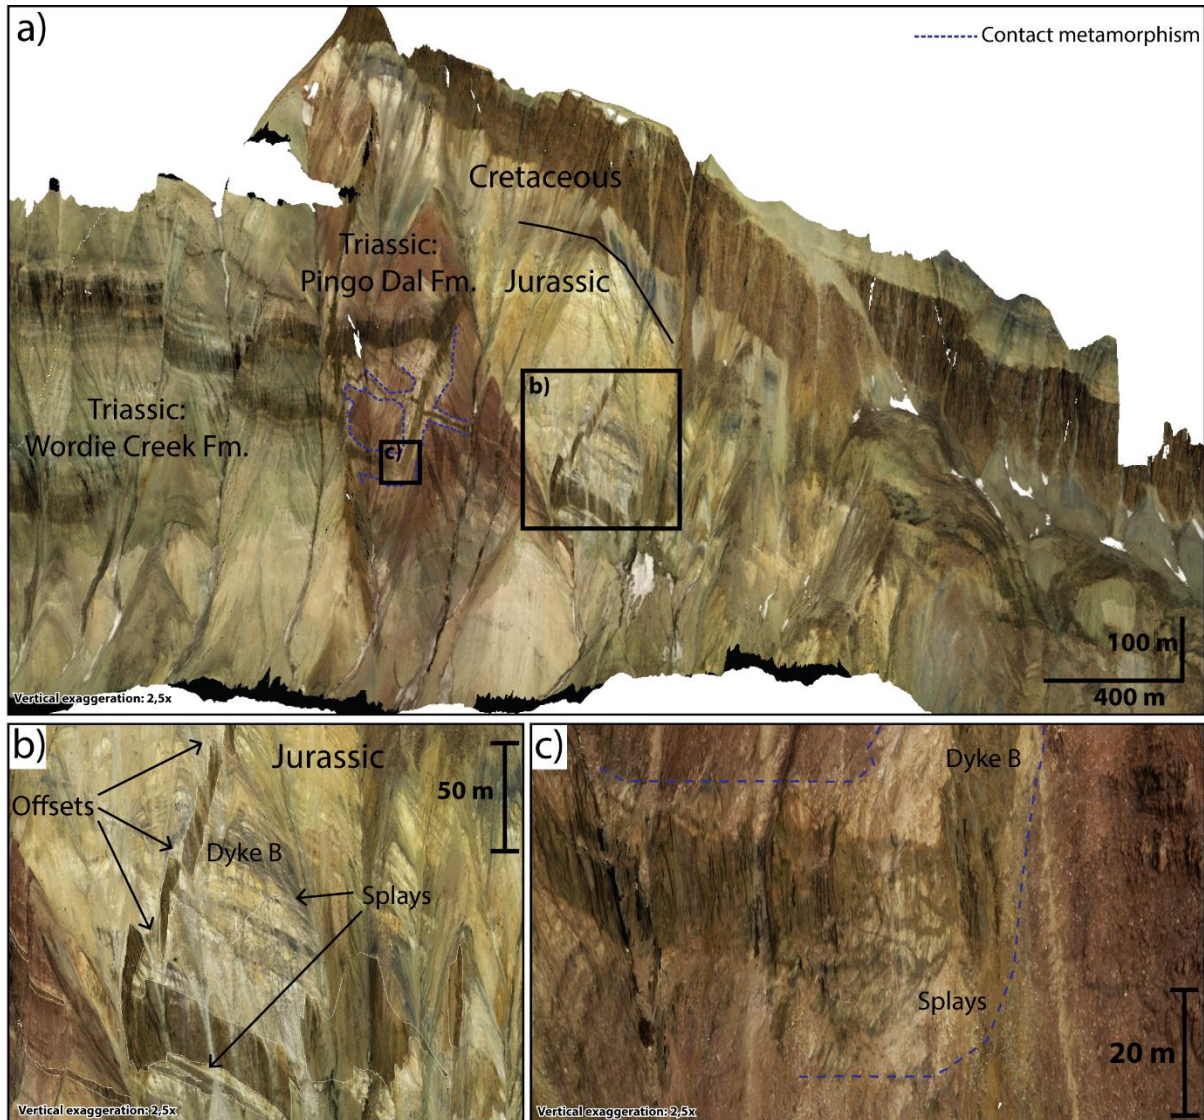 a)
Contact metamorphism
Cretaceous
Triassic:
Pingo Dal Fm.
Jurassic
b)
Triassic:
Wordie Creek Fm.
c)
100 m
400 m
Vertical exaggeration: 2,5x
b)
Jurassic
50 m
Offsets
Dyke B
Splays
Vertical exaggeration: 2,5x
c)
Dyke B
Splays
20 m
Vertical exaggeration: 2,5x